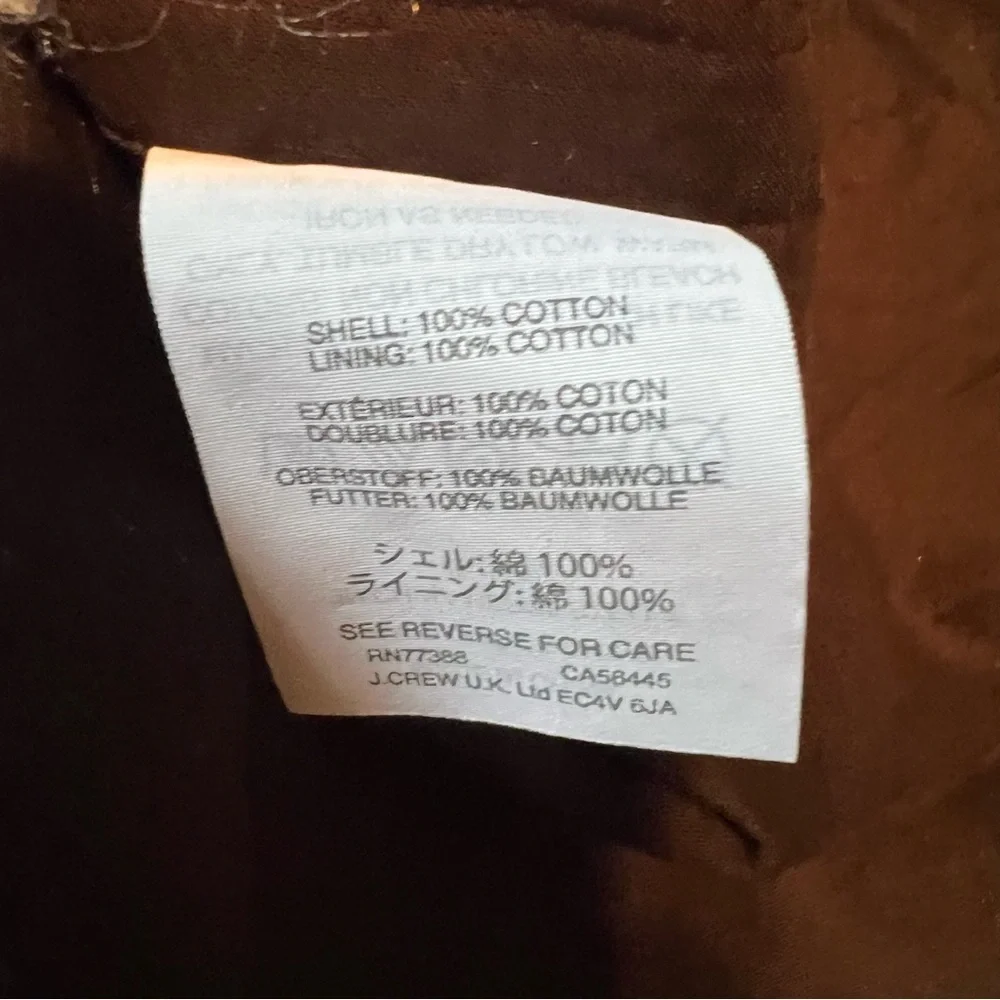 SHELL: 100% COTTON
LINING: 100% COTTON
EXTÉRIEUR: 100% COTON
DOUBLURE: 100% COTON
OBERSTOFF: 100% BAUMWOLLE
FUTTER: 100% BAUMWOLLE
シェル:綿 100%
ライニング:綿 100%
SEE REVERSE FOR CARE
RN77388 CA58445
J.CREW U.K. Ltd EC4V 6JA